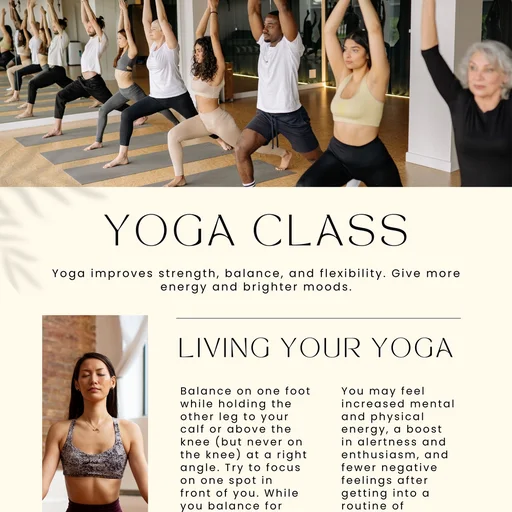 YOGA CLASS
Yoga improves strength, balance, and flexibility. Give more
energy and brighter moods.
LIVING YOUR YOGA
Balance on one foot
while holding the
other leg to your
calf or above the
knee (but never on
the knee) at a right
angle. Try to focus
on one spot in
front of you. While
you balance for
You may feel
increased mental
and physical
energy, a boost
in alertness and
enthusiasm, and
fewer negative
feelings after
getting into a
routine of